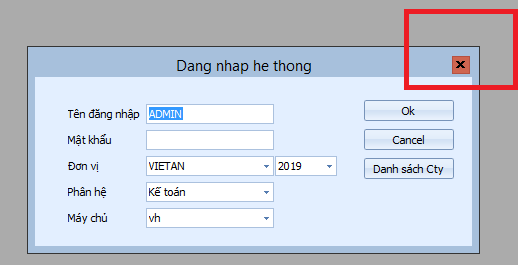 Dang nhap he thong
Tên đăng nhập ADMIN Ok
Mật khẩu Cancel
Đơn vị VIETAN 2019 Danh sách Cty
Phân hệ Kế toán
Máy chủ vh